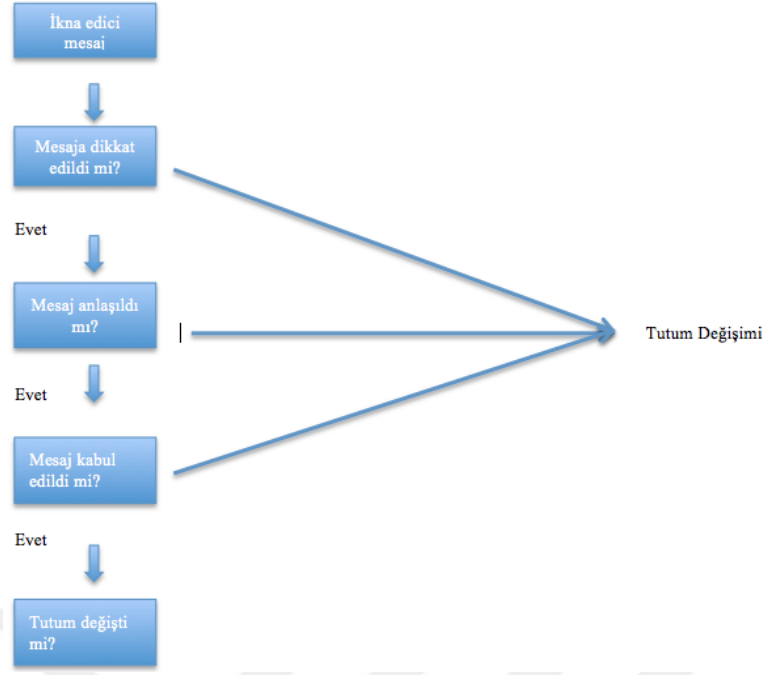 İkna edici
mesaj
Mesaja dikkat
edildi mi?
Evet
Mesaj anlaşıldı
mı?
Tutum Değişimi
Evet
Mesaj kabul
edildi mi?
Evet
Tutum değişti
mi?